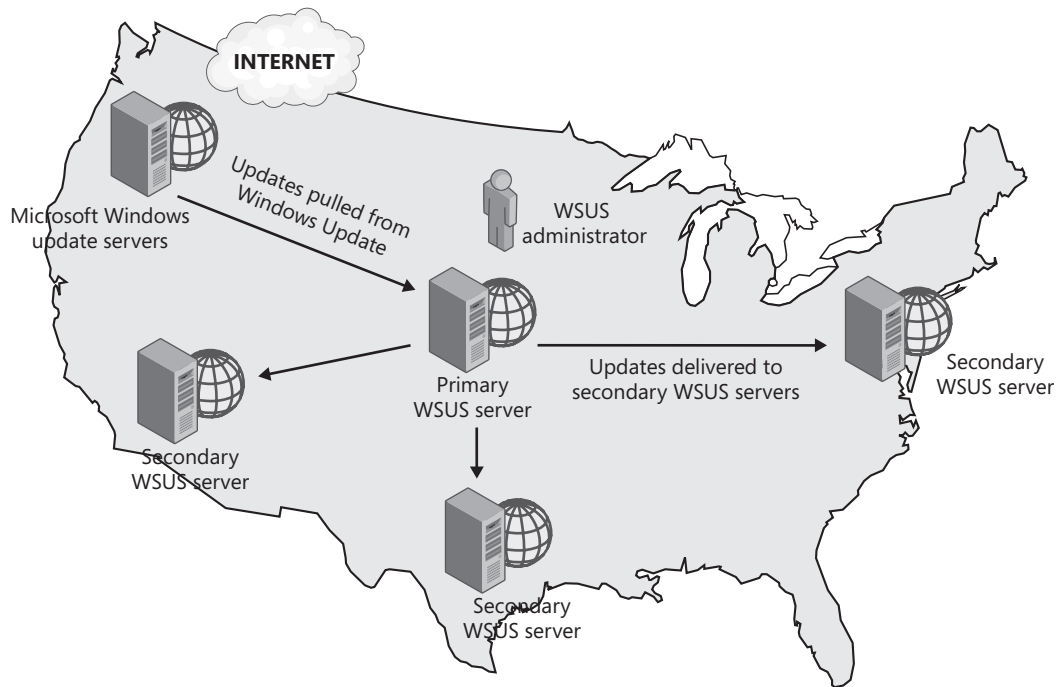 INTERNET
Microsoft Windows
update servers
Updates pulled from
Windows Update
WSUS
administrator
Primary
WSUS server
Updates delivered to
secondary WSUS servers
Secondary
WSUS server
Secondary
WSUS server
Secondary
WSUS server